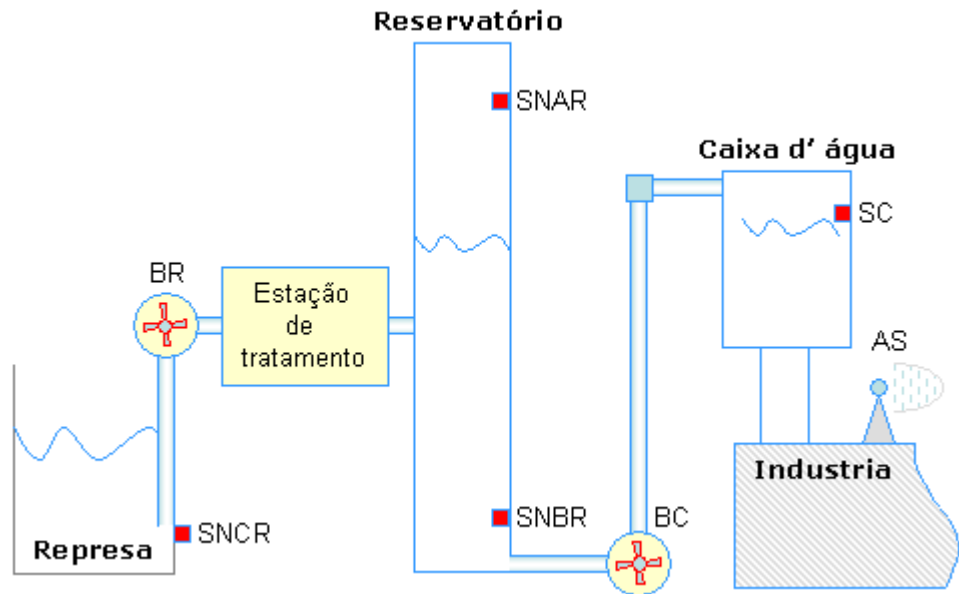 Reservatório
SNAR
Caixa d' água
SC
BR
Estação
de
tratamento
AS
Industria
SNCR
SNBR
BC
Represa